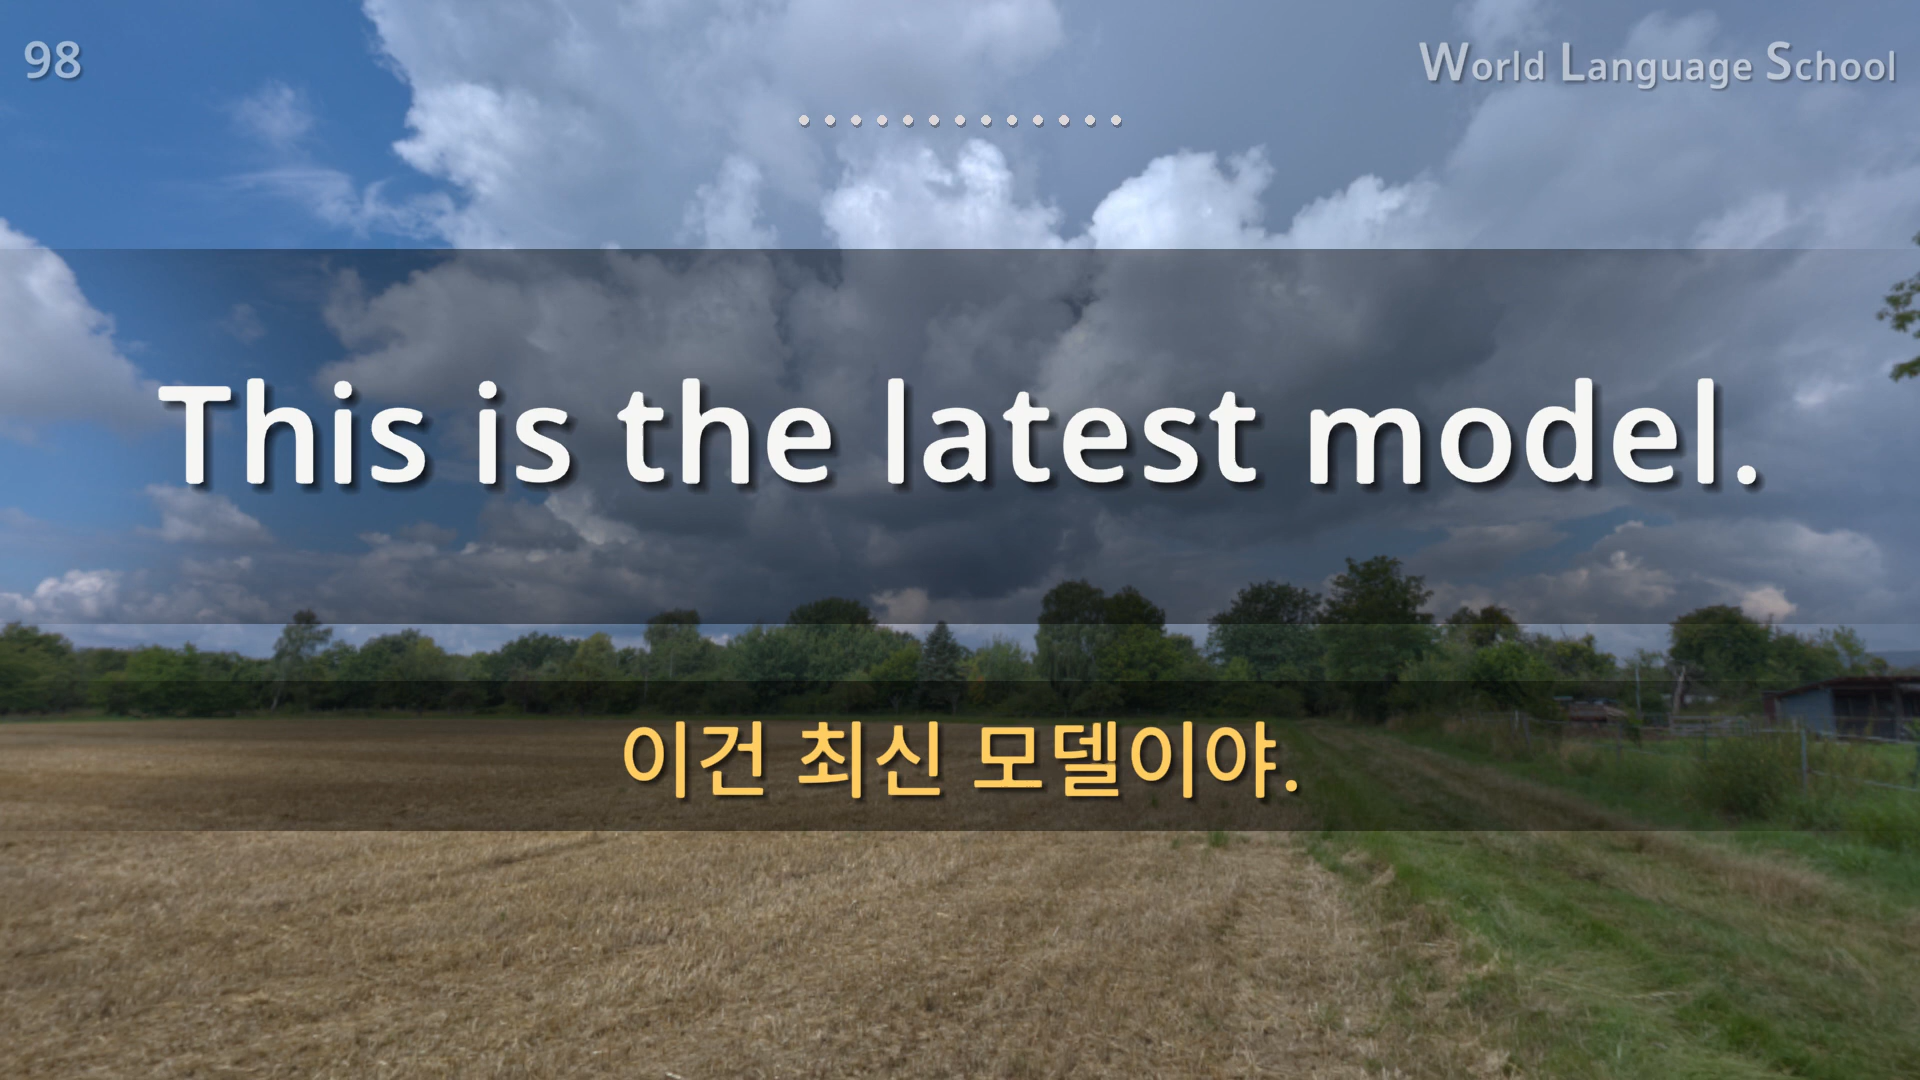 98
World Language School
This is the latest model.
이건 최신 모델이야.